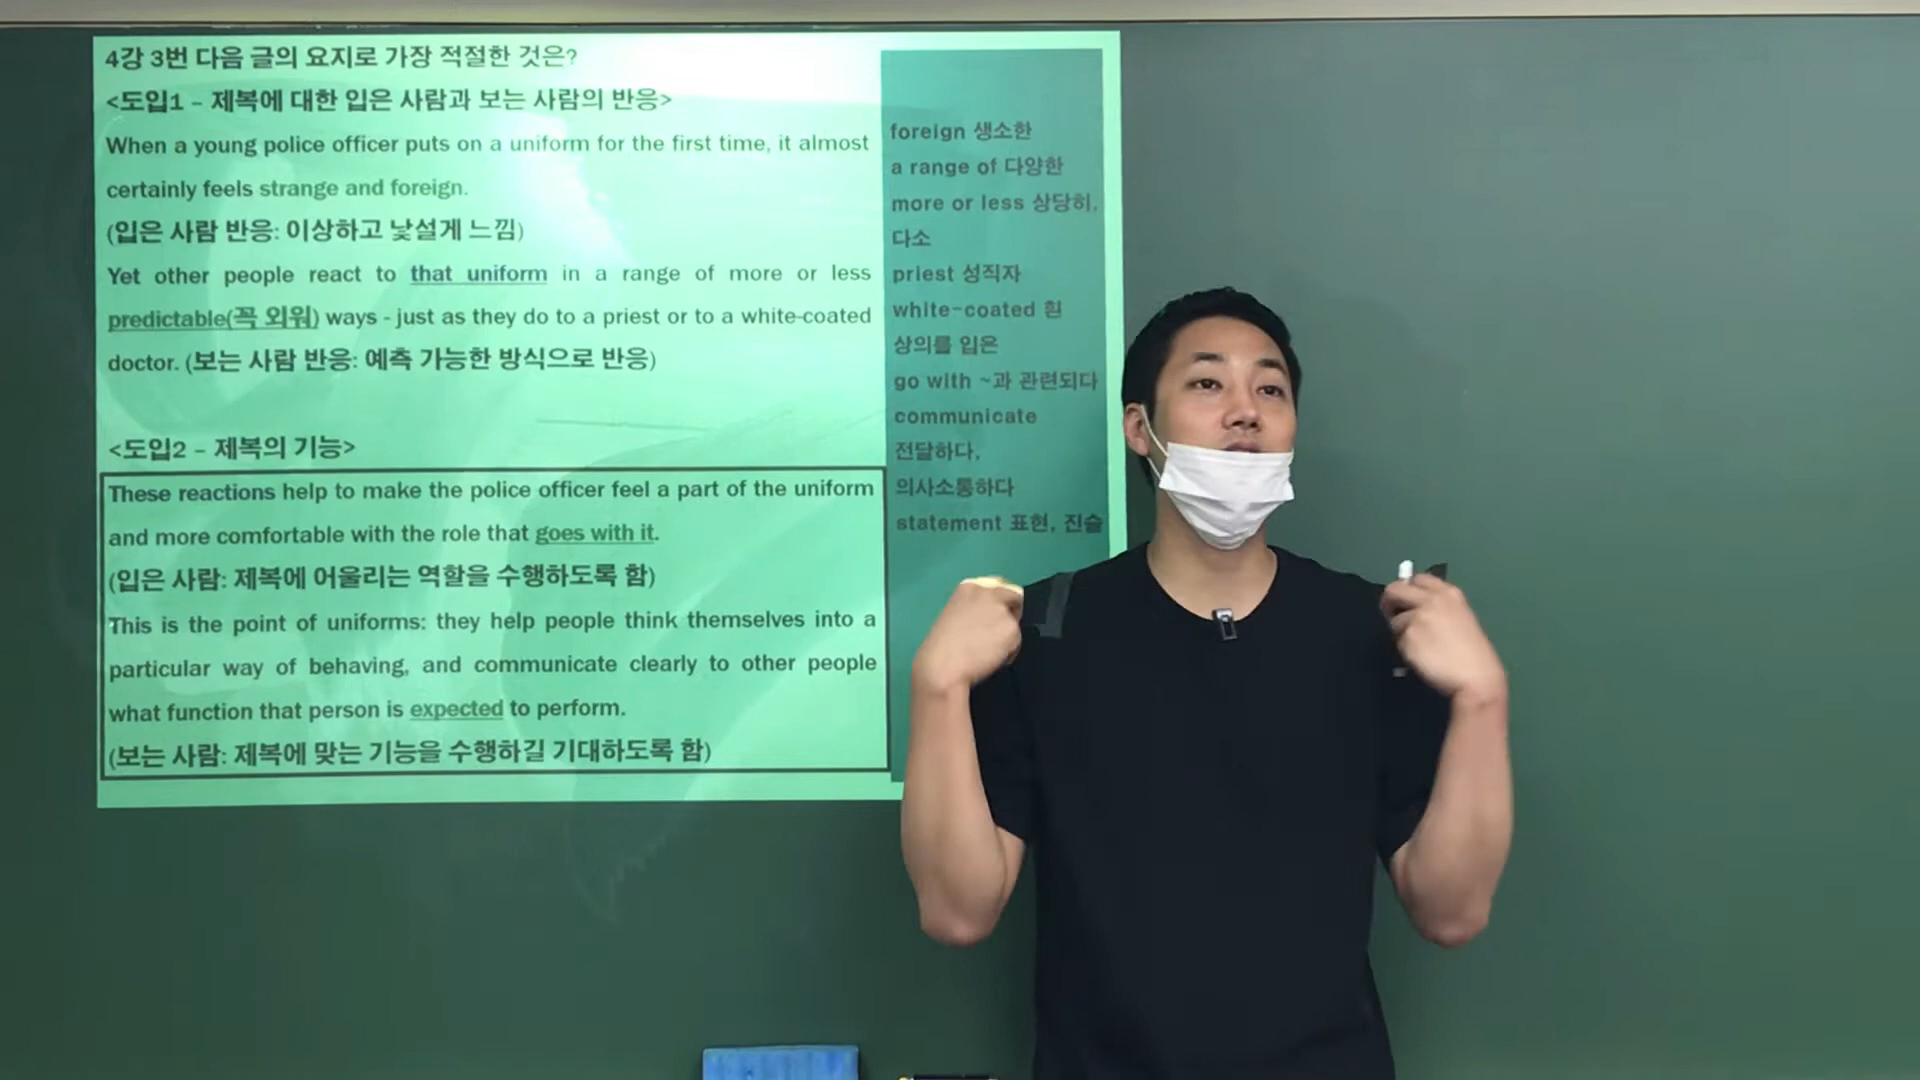 4강 3번 다음 글의 요지로 가장 적절한 것은?
<도입1 – 제복에 대한 입은 사람과 보는 사람의 반응>
When a young police officer puts on a uniform for the first time, it almost
certainly feels strange and foreign.
(입은 사람 반응: 이상하고 낯설게 느낌)
Yet other people react to that uniform in a range of more or less
predictable(꼭 외워) ways - just as they do to a priest or to a white-coated
doctor. (보는 사람 반응: 예측 가능한 방식으로 반응)
<도입2 – 제복의 기능>
These reactions help to make the police officer feel a part of the uniform
and more comfortable with the role that goes with it.
(입은 사람: 제복에 어울리는 역할을 수행하도록 함)
This is the point of uniforms: they help people think themselves into a
particular way of behaving, and communicate clearly to other people
what function that person is expected to perform.
(보는 사람: 제복에 맞는 기능을 수행하길 기대하도록 함)
foreign 생소한
a range of 다양한
more or less 상당히,
다소
priest 성직자
white-coated 흰
상의를 입은
go with ~과 관련되다
communicate
전달하다,
의사소통하다
statement 표현, 진술